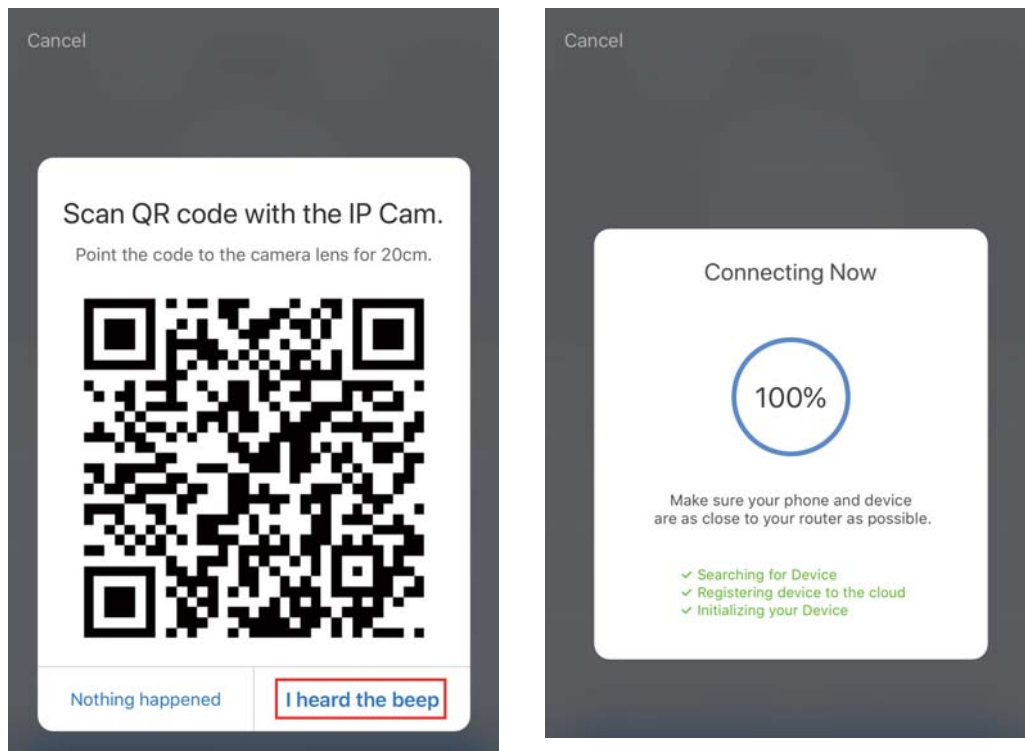 Cancel
Scan QR code with the IP Cam.
Point the code to the camera lens for 20cm.
Nothing happened
I heard the beep
Cancel
Connecting Now
100%
Make sure your phone and device
are as close to your router as possible.
✓ Searching for Device
✓ Registering device to the cloud
✓ Initializing your Device